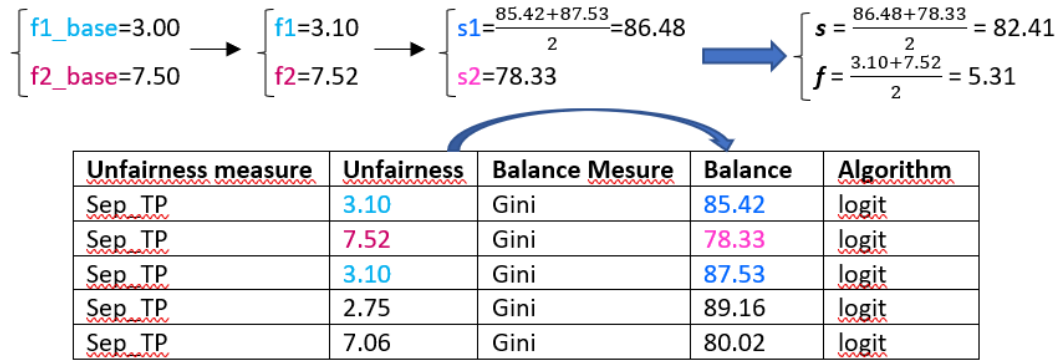 f1_base=3.00 f1=3.10 s1=85.42+87.53/2=86.48 s = 86.48+78.33/2 = 82.41
f2_base=7.50 f2=7.52 s2=78.33 f = 3.10+7.52/2 = 5.31
Unfairness measure Unfairness Balance Mesure Balance Algorithm
Sep_TP 3.10 Gini 85.42 logit
Sep_TP 7.52 Gini 78.33 logit
Sep_TP 3.10 Gini 87.53 logit
Sep_TP 2.75 Gini 89.16 logit
Sep_TP 7.06 Gini 80.02 logit